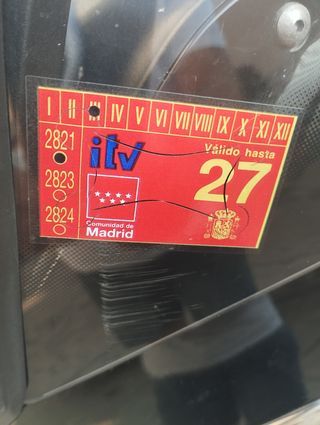 I II III IV V VI VII VIII IX X XI XII
2821
2823
2824
itv
Comunidad de
Madrid
Válido hasta
27